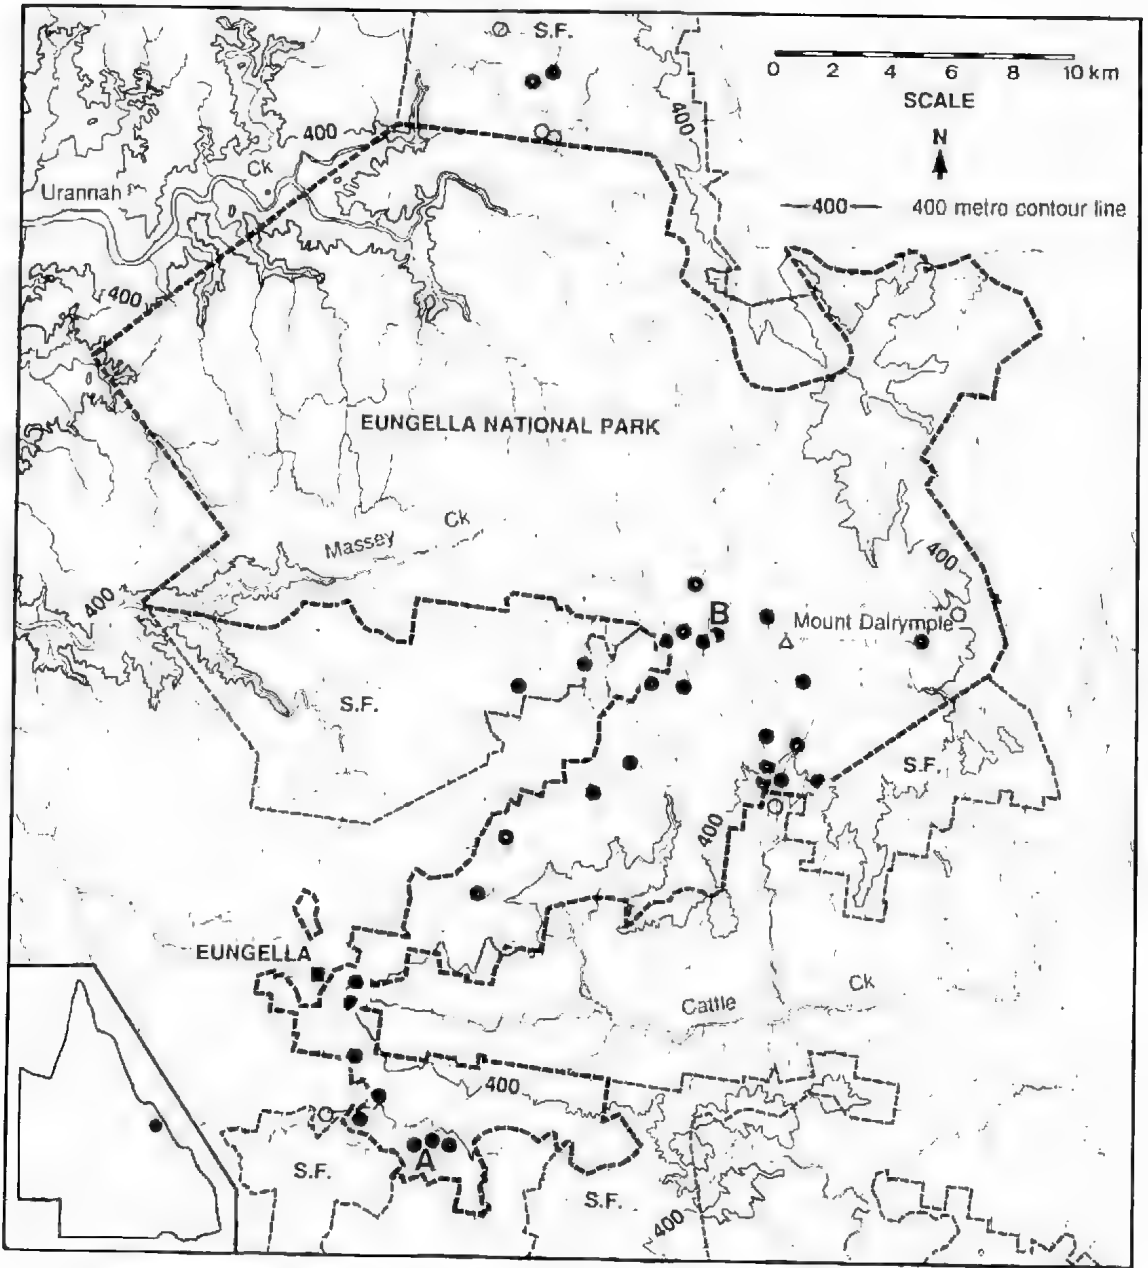 S.F.
0 2 4 6 8 10 km
SCALE
N
400
400 metro contour line
400
400
Urannah
Ck
400
EUNGELLA NATIONAL PARK
Massey
Ck
400
400
B
Mount Dalrymple
S.F.
S.F.
400
EUNGELLA
Cattle
Ck
400
A
S.F.
S.F.
400